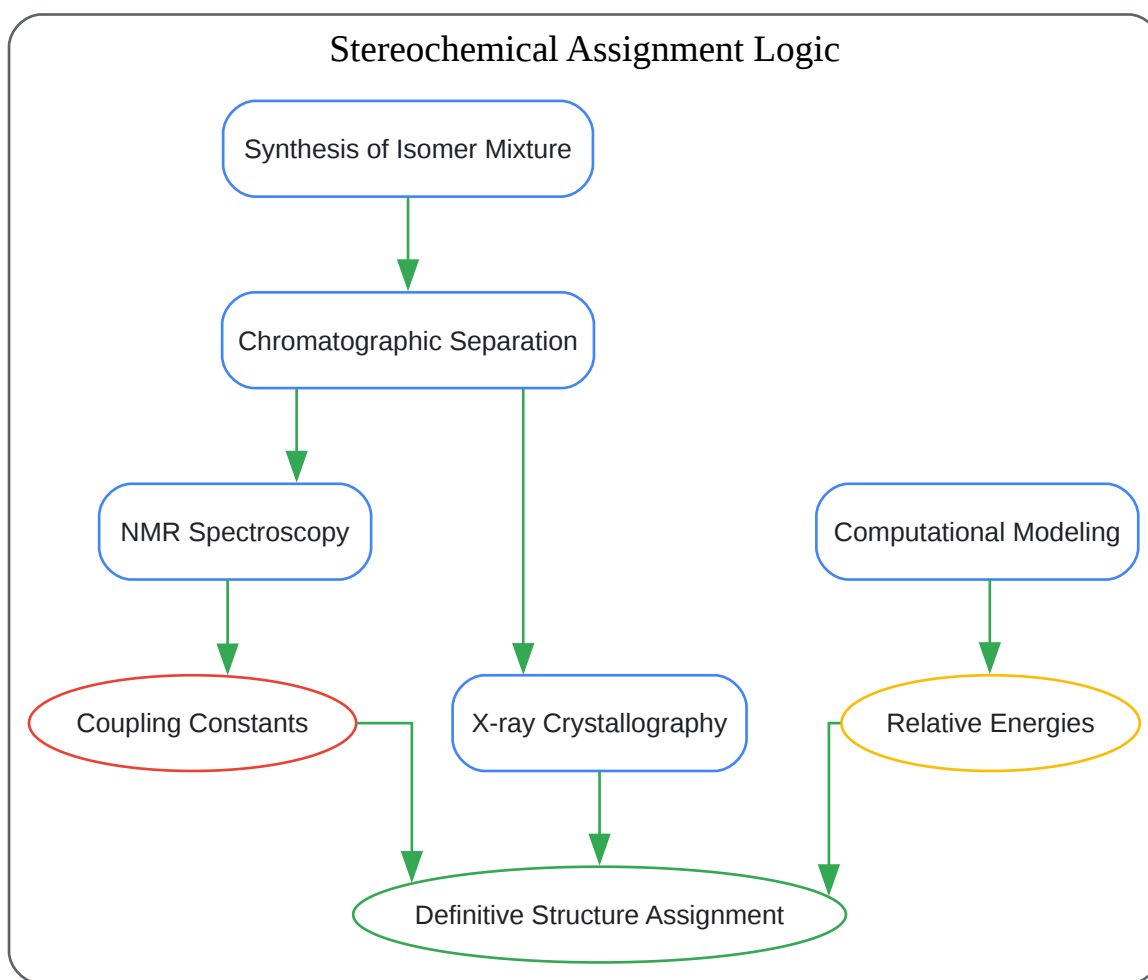 Stereochemical Assignment Logic
Synthesis of Isomer Mixture
Chromatographic Separation
NMR Spectroscopy
Computational Modeling
Coupling Constants
X-ray Crystallography
Relative Energies
Definitive Structure Assignment